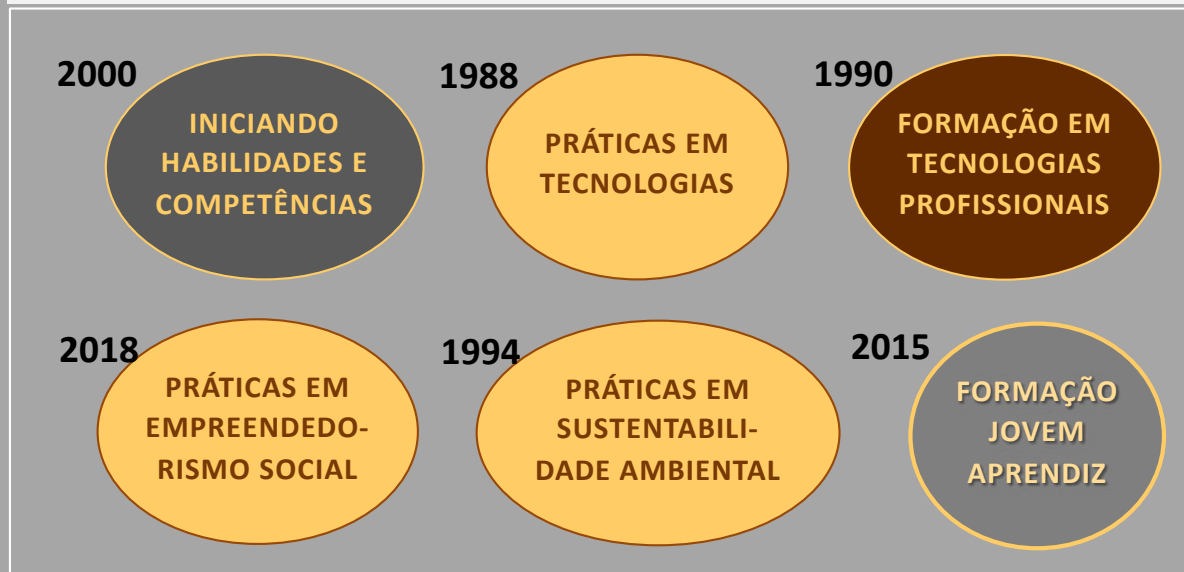 2000
INICIANDO
HABILIDADES E
COMPETÊNCIAS
1988
PRÁTICAS EM
TECNOLOGIAS
1990
FORMAÇÃO EM
TECNOLOGIAS
PROFISSIONAIS
2018
PRÁTICAS EM
EMPREENDEDO-
RISMO SOCIAL
1994
PRÁTICAS EM
SUSTENTABILI-
DADE AMBIENTAL
2015
FORMAÇÃO
JOVEM
APRENDIZ